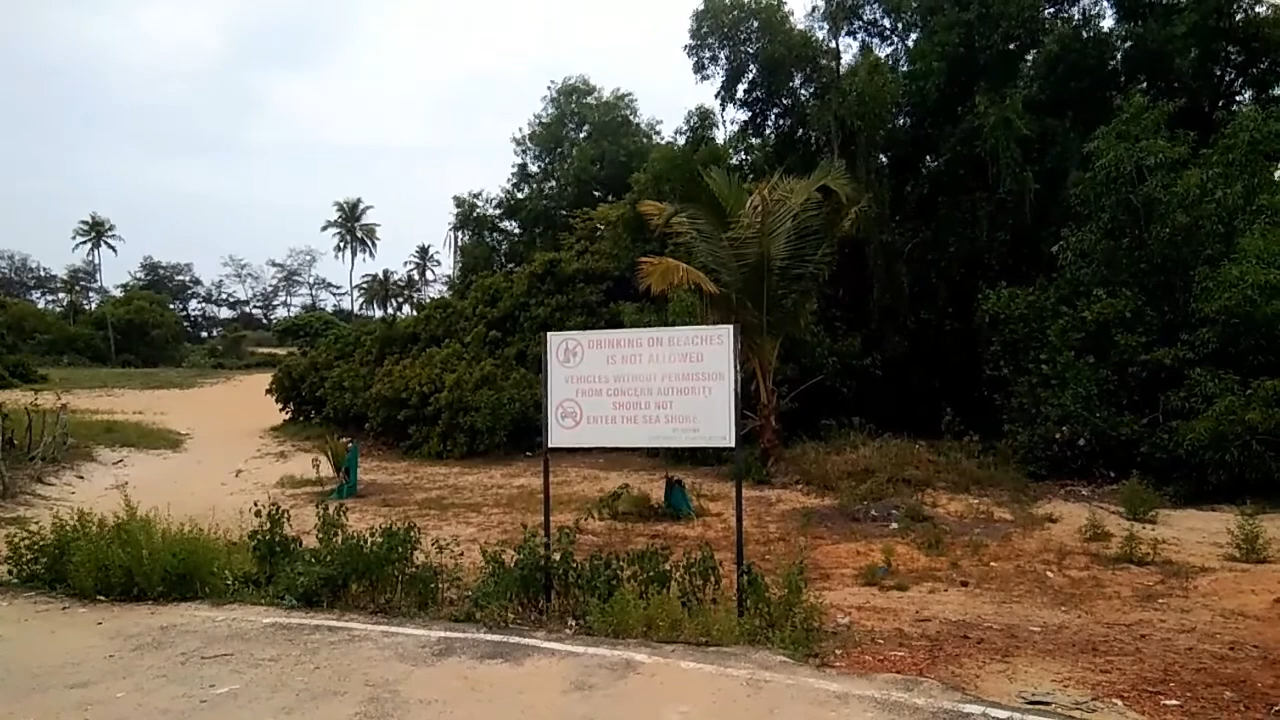 DRINKING ON BEACHES
IS NOT ALLOWED
VEHICLES WITHOUT PERMISSION
FROM CONCERN AUTHORITY
SHOULD NOT
ENTER THE SEA SHORE.